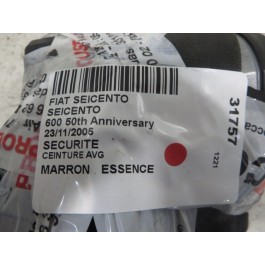 FIAT SEICENTO
SEICENTO
600 50th Anniversary
23/11/2005
SECURITE
CEINTURE AVG
MARRON . ESSENCE
31757
1221